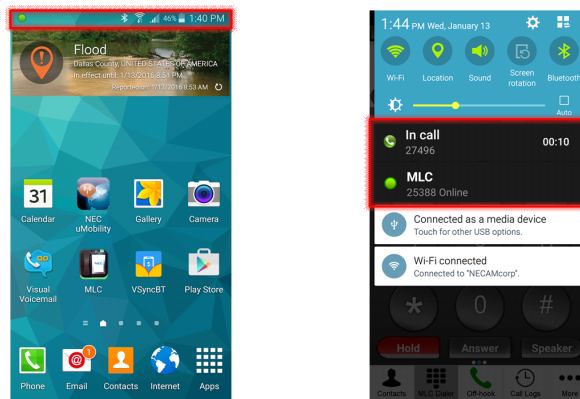 46% 1:40 PM
Flood
Dallas County, UNITED STATES OF AMERICA
In effect until: 1/13/2016 8:51 PM
Reported on: 1/13/2016 8:53 AM
31
Calendar
NEC
uMobility
Gallery
Camera
Visual
Voicemail
MLC
VSyncBT
Play Store
1
Phone
Email
Contacts
Internet
Apps
1:44 PM Wed, January 13
Wi-Fi
Location
Sound
Screen
rotation
Bluetooth
Auto
In call
27496
00:10
MLC
25388 Online
Connected as a media device
Touch for other USB options.
Wi-Fi connected
Connected to "NECAMcorp".
* 0 #
Hold
Answer
Speaker
Contacts
MLC Dialer
Off-hook
Call Logs
More